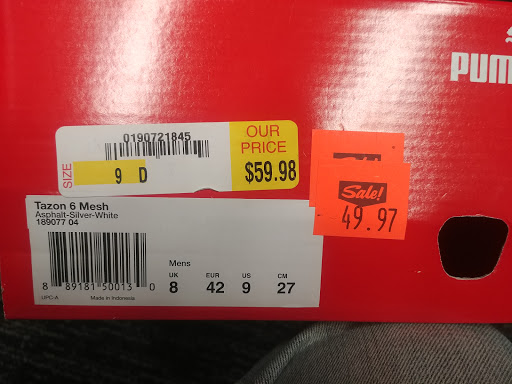 PUM
0190721845
OUR
PRICE
SIZE
9 D
$59.98
Sale!
49.97
Tazon 6 Mesh
Asphalt-Silver-White
189077 04
Mens
UK EUR US CM
8 42 9 27
8 89181 50013 0
UPC-A Made in Indonesia